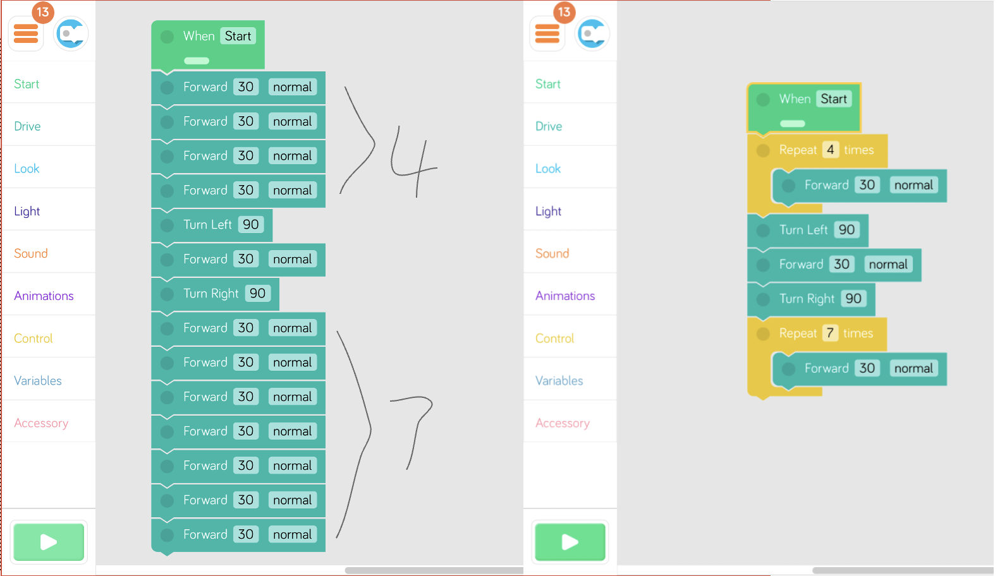 13
Start
Drive
Look
Light
Sound
Animations
Control
Variables
Accessory
When Start
Forward 30 normal
Forward 30 normal
Forward 30 normal
Forward 30 normal
Turn Left 90
Forward 30 normal
Turn Right 90
Forward 30 normal
Forward 30 normal
Forward 30 normal
Forward 30 normal
Forward 30 normal
Forward 30 normal
Forward 30 normal
4
7
13
Start
Drive
Look
Light
Sound
Animations
Control
Variables
Accessory
When Start
Repeat 4 times
Forward 30 normal
Turn Left 90
Forward 30 normal
Turn Right 90
Repeat 7 times
Forward 30 normal